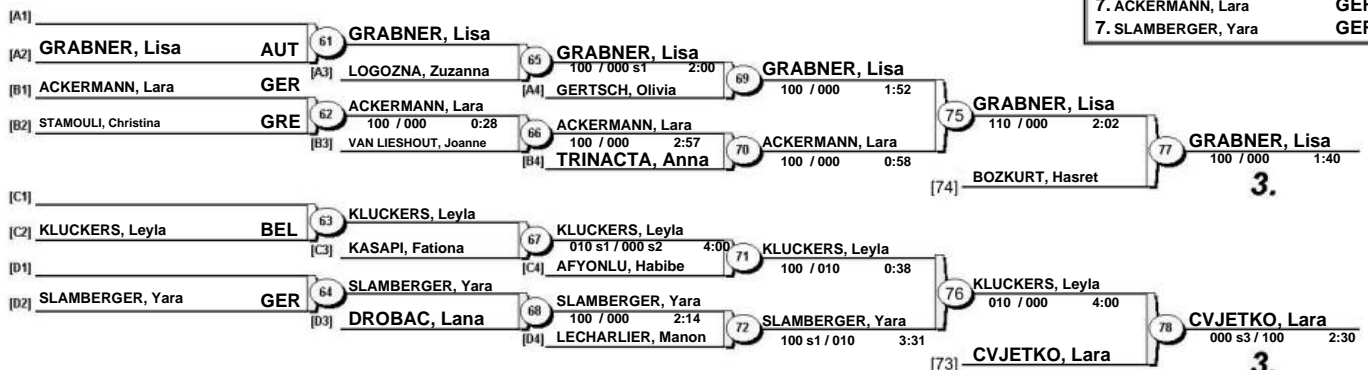 7. ACKERMANN, Lara GER
7. SLAMBERGER, Yara GER
[A1]
[A2] GRABNER, Lisa AUT
61
GRABNER, Lisa
[A3] LOGOZNA, Zuzanna
65
GRABNER, Lisa
100 / 000 s1 2:00
[A4] GERTSCH, Olivia
69
GRABNER, Lisa
100 / 000 1:52
[B1] ACKERMANN, Lara GER
[B2] STAMOULI, Christina GRE
62
ACKERMANN, Lara
100 / 000 0:28
[B3] VAN LIESHOUT, Joanne
66
ACKERMANN, Lara
100 / 000 2:57
[B4] TRINACTA, Anna
70
ACKERMANN, Lara
100 / 000 0:58
75
GRABNER, Lisa
110 / 000 2:02
[74] BOZKURT, Hasret
77
GRABNER, Lisa
100 / 000 1:40
3.
[C1]
[C2] KLUCKERS, Leyla BEL
63
KLUCKERS, Leyla
[C3] KASAPI, Fationa
67
KLUCKERS, Leyla
010 s1 / 000 s2 4:00
[C4] AFYONLU, Habibe
71
KLUCKERS, Leyla
100 / 010 0:38
[D1]
[D2] SLAMBERGER, Yara GER
64
SLAMBERGER, Yara
[D3] DROBAC, Lana
68
SLAMBERGER, Yara
100 / 000 2:14
[D4] LECHARLIER, Manon
72
SLAMBERGER, Yara
100 s1 / 010 3:31
76
KLUCKERS, Leyla
010 / 000 4:00
[73] CVJETKO, Lara
78
CVJETKO, Lara
000 s3 / 100 2:30
3.